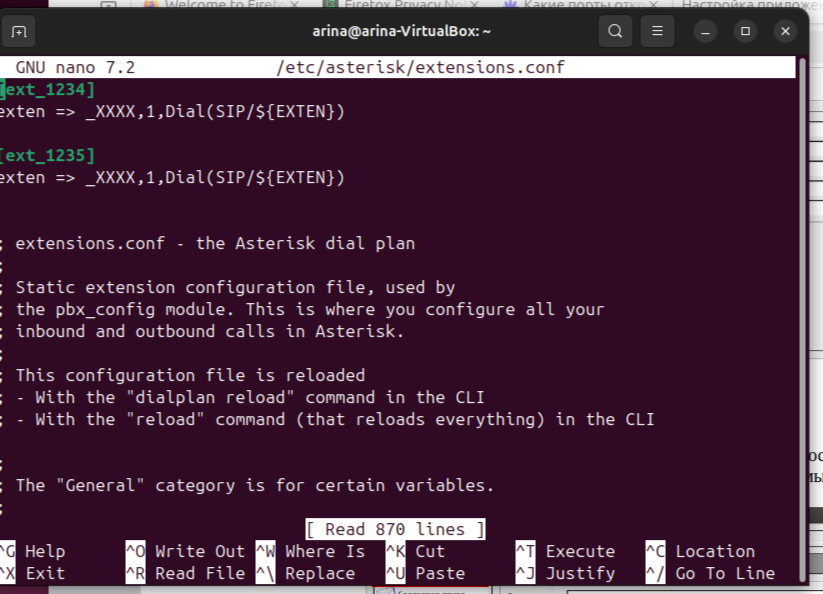 Welcome to Firefo
Firefox Privacy No
Какие порты отк
Настройка приложе
arina@arina-VirtualBox: ~
GNU nano 7.2 /etc/asterisk/extensions.conf
[ext_1234]
exten => _XXXX,1,Dial(SIP/${EXTEN})
[ext_1235]
exten => _XXXX,1,Dial(SIP/${EXTEN})
; extensions.conf - the Asterisk dial plan
;
; Static extension configuration file, used by
; the pbx_config module. This is where you configure all your
; inbound and outbound calls in Asterisk.
;
; This configuration file is reloaded
; - With the "dialplan reload" command in the CLI
; - With the "reload" command (that reloads everything) in the CLI
;
; The "General" category is for certain variables.
;
[ Read 870 lines ]
^G Help ^O Write Out ^W Where Is ^K Cut ^T Execute ^C Location
^X Exit ^R Read File ^\ Replace ^U Paste ^J Justify ^/ Go To Line